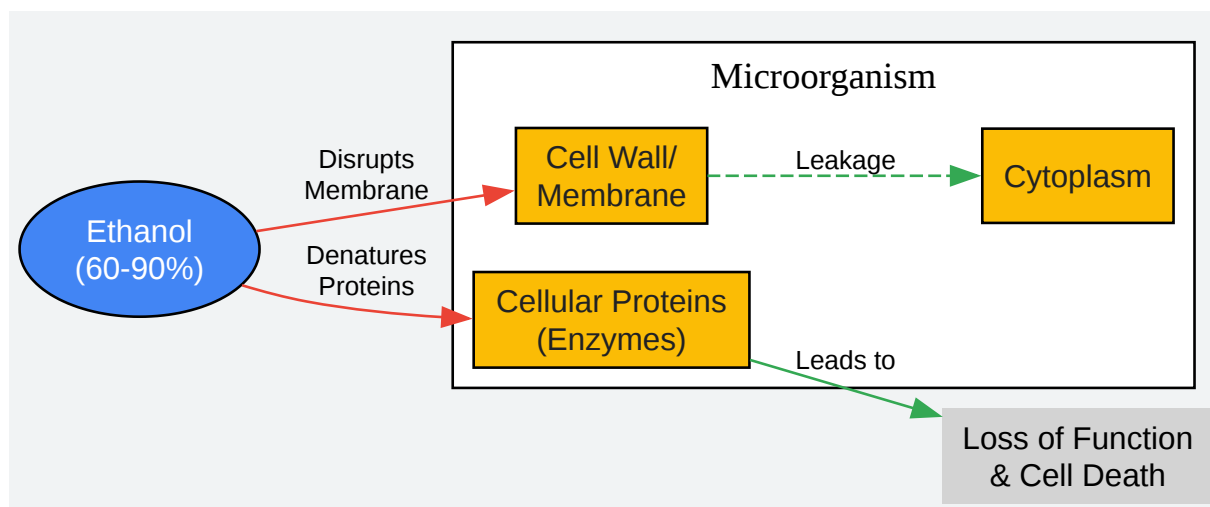 Microorganism
Disrupts
Membrane
Cell Wall/
Membrane
Leakage
Cytoplasm
Ethanol
(60-90%)
Denatures
Proteins
Cellular Proteins
(Enzymes)
Leads to
Loss of Function
& Cell Death